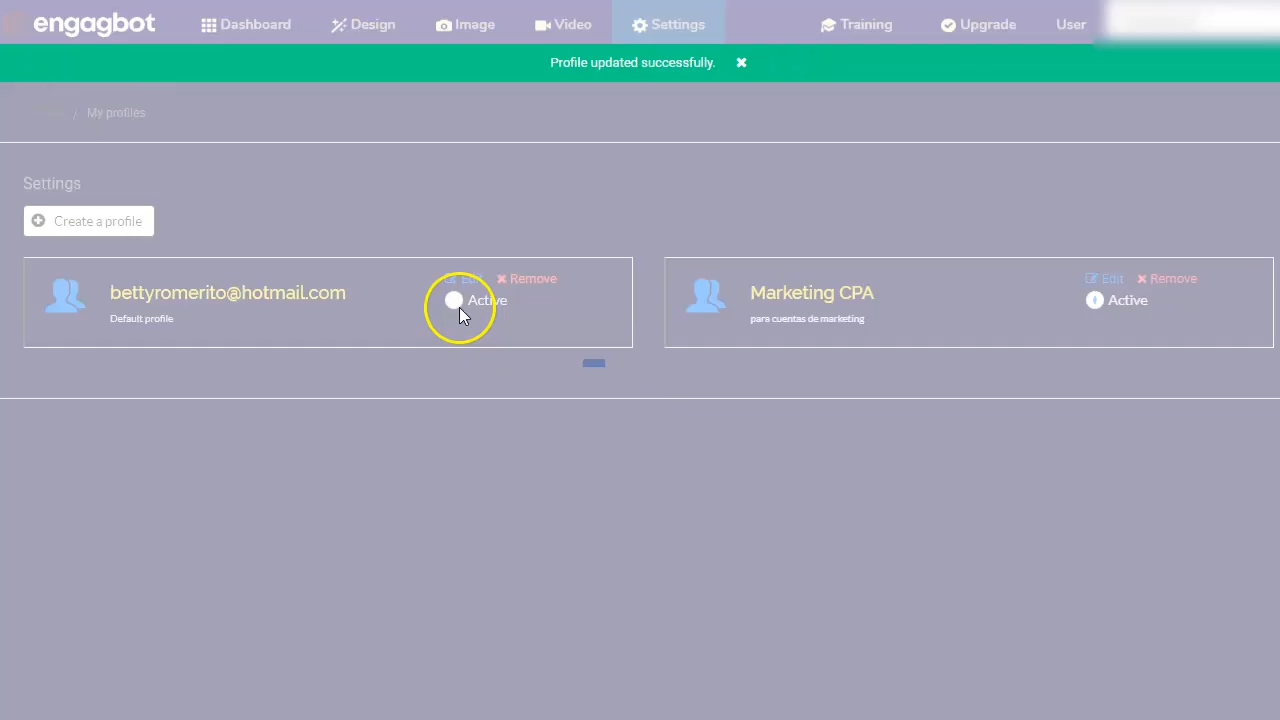 engagbot Dashboard Design Image Video Settings Training Upgrade User
Profile updated successfully. ✖
/ My profiles
Settings
Create a profile
Edit Remove
bettyromerito@hotmail.com
Active
Default profile
Edit Remove
Marketing CPA
Active
para cuentas de marketing